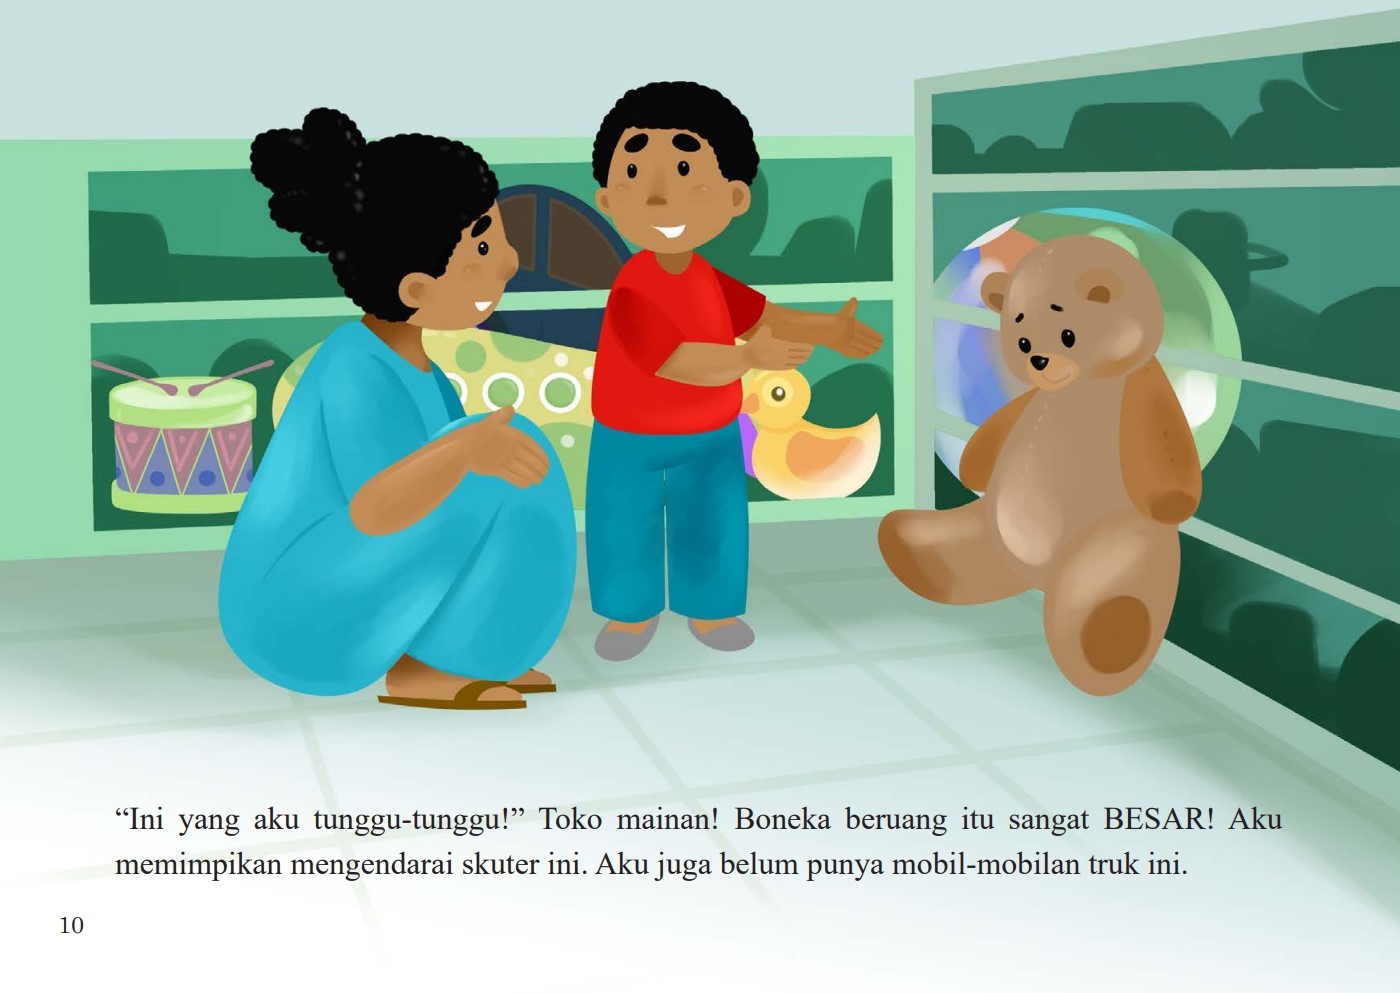 “Ini yang aku tunggu-tunggu!” Toko mainan! Boneka beruang itu sangat BESAR! Aku
memimpikan mengendarai skuter ini. Aku juga belum punya mobil-mobilan truk ini.
10